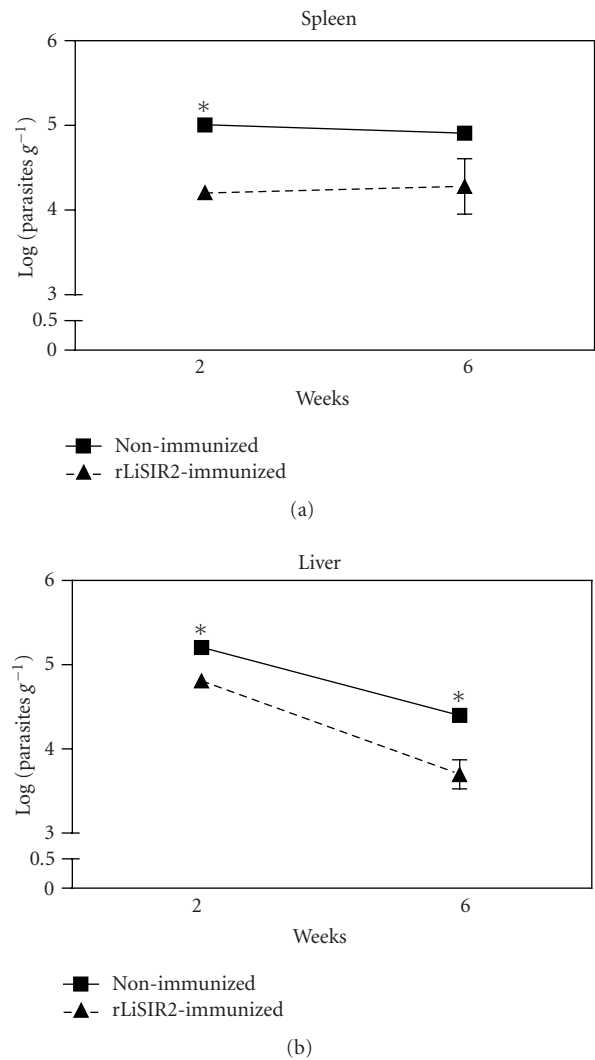 Spleen
6
*
5
4
3
0.5
0
Log (parasites g⁻¹)
2 6
Weeks
Non-immunized
rLiSIR2-immunized
(a)
Liver
6
*
5
*
4
3
0.5
0
Log (parasites g⁻¹)
2 6
Weeks
Non-immunized
rLiSIR2-immunized
(b)